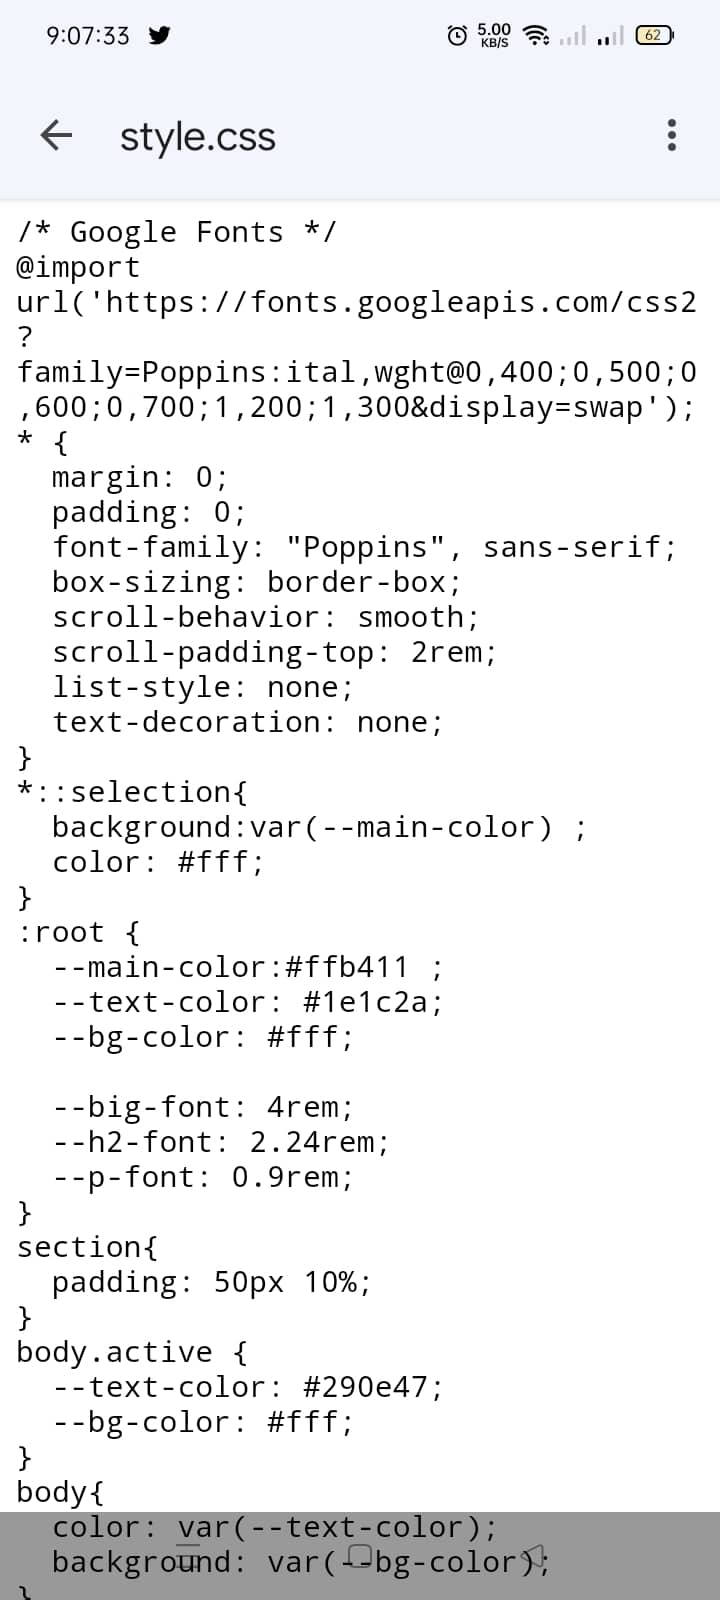 9:07:33
5.00
KB/S
62
style.css
/* Google Fonts */
@import
url('https://fonts.googleapis.com/css2
?
family=Poppins:ital,wght@0,400;0,500;0
,600;0,700;1,200;1,300&display=swap');
* {
  margin: 0;
  padding: 0;
  font-family: "Poppins", sans-serif;
  box-sizing: border-box;
  scroll-behavior: smooth;
  scroll-padding-top: 2rem;
  list-style: none;
  text-decoration: none;
}
*::selection{
  background:var(--main-color) ;
  color: #fff;
}
:root {
  --main-color:#ffb411 ;
  --text-color: #1e1c2a;
  --bg-color: #fff;

  --big-font: 4rem;
  --h2-font: 2.24rem;
  --p-font: 0.9rem;
}
section{
  padding: 50px 10%;
}
body.active {
  --text-color: #290e47;
  --bg-color: #fff;
}
body{
  color: var(--text-color);
  background: var(--bg-color);
}